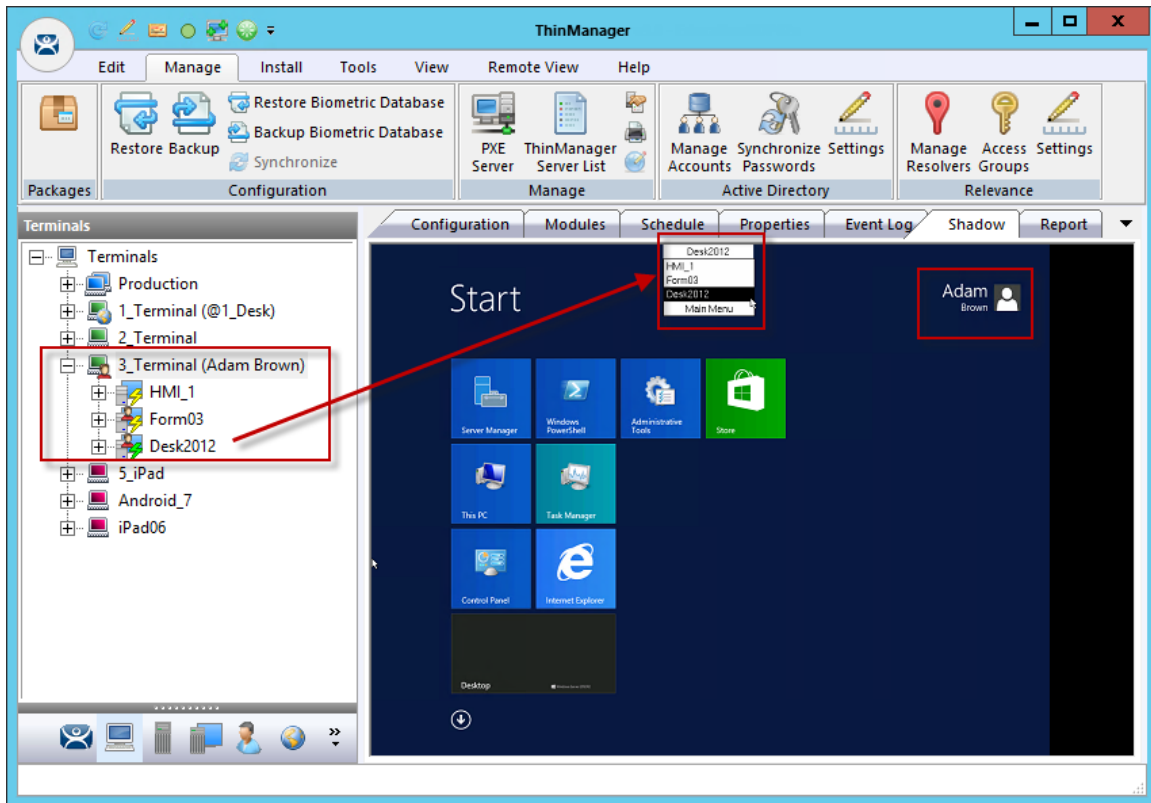 ThinManager
Edit Manage Install Tools View Remote View Help
Restore Backup
Restore Biometric Database
Backup Biometric Database
Synchronize
PXE Server
ThinManager Server List
Manage Accounts
Synchronize Passwords
Settings
Manage Resolvers
Access Groups
Settings
Packages Configuration Manage Active Directory Relevance
Terminals
Configuration Modules Schedule Properties Event Log Shadow Report
Terminals
Production
1_Terminal (@1_Desk)
2_Terminal
3_Terminal (Adam Brown)
HMI_1
Form03
Desk2012
5_iPad
Android_7
iPad06
Start
Desk2012
HMI_1
Form03
Desk2012
Main Menu
Adam
Brown
Server Manager
Windows PowerShell
Administrative Tools
Store
This PC
Task Manager
Control Panel
Internet Explorer
Desktop